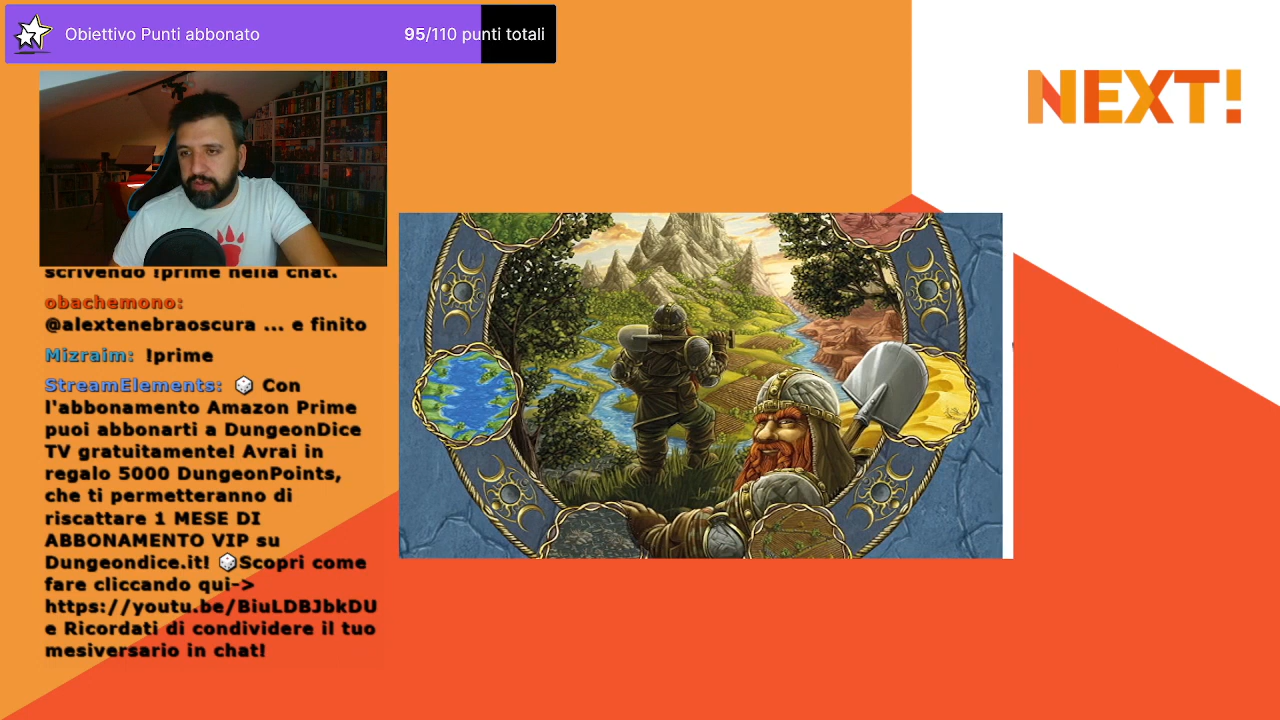 Obiettivo Punti abbonato 95/110 punti totali
NEXT!
scrivendo !prime nella chat.
obachemono:
@alextenebraoscura ... e finito
Mizraim: !prime
StreamElements: 🎲 Con
l'abbonamento Amazon Prime
puoi abbonarti a DungeonDice
TV gratuitamente! Avrai in
regalo 5000 DungeonPoints,
che ti permetteranno di
riscattare 1 MESE DI
ABBONAMENTO VIP su
Dungeondice.it! 🎲Scopri come
fare cliccando qui->
https://youtu.be/BiuLDBJbkDU
e Ricordati di condividere il tuo
mesiversario in chat!